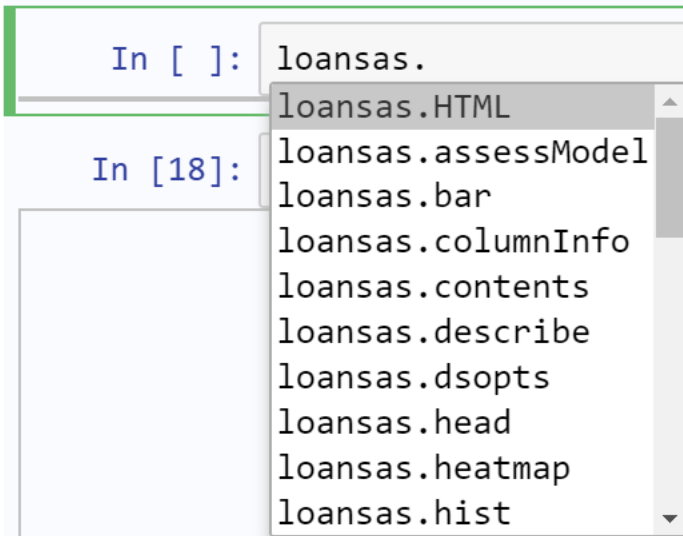 In [ ]: loansas.
loansas.HTML
In [18]:
loansas.assessModel
loansas.bar
loansas.columnInfo
loansas.contents
loansas.describe
loansas.dsopts
loansas.head
loansas.heatmap
loansas.hist